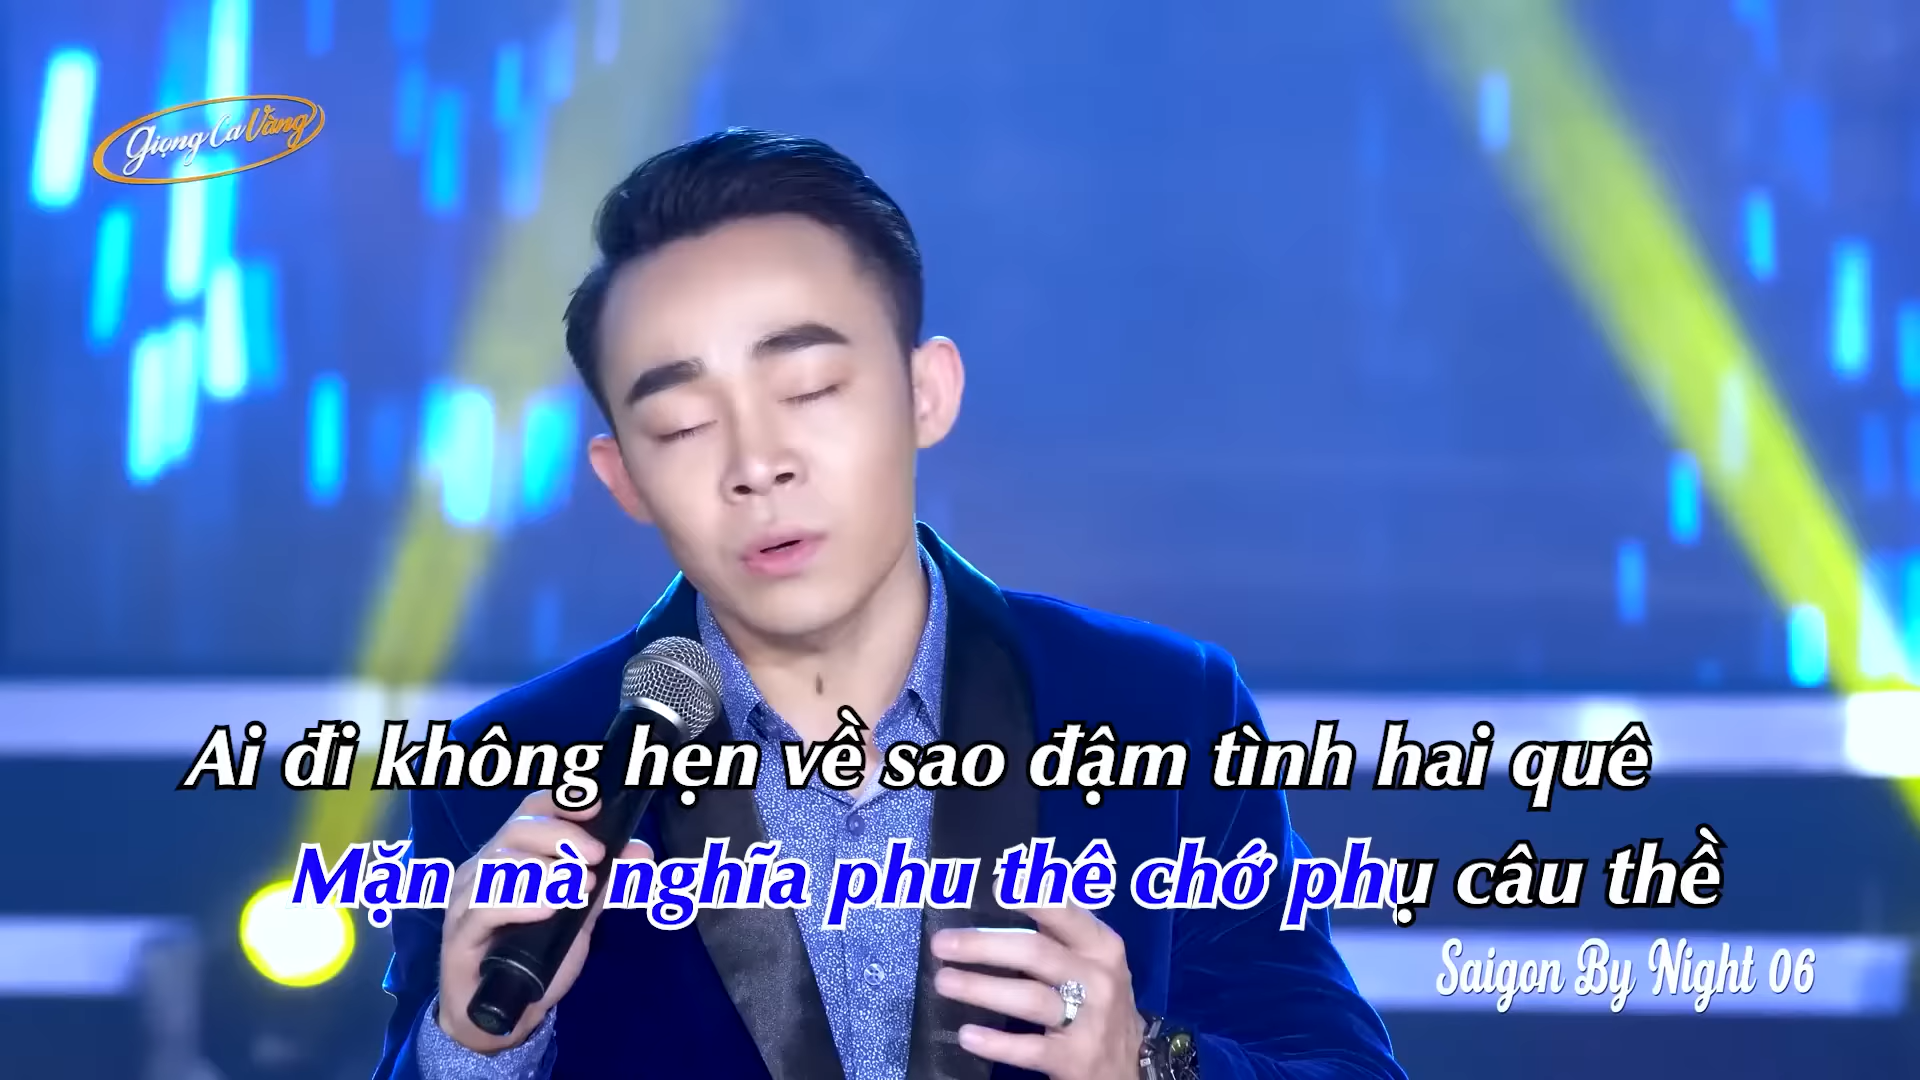 Giọng Ca Vàng
Ai đi không hẹn về sao đậm tình hai quê
Mặn mà nghĩa phu thê chớ phụ câu thề
Saigon By Night 06